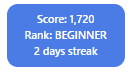 Score: 1,720
Rank: BEGINNER
2 days streak